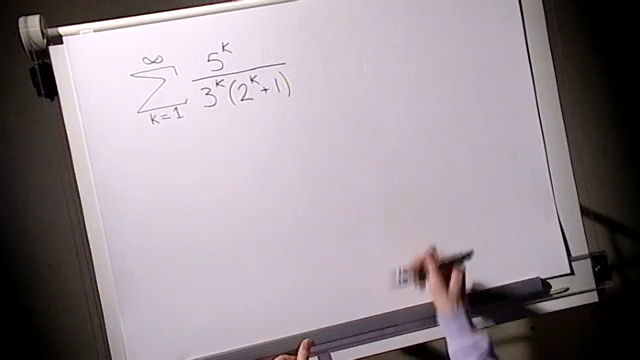 ∞
∑ 5^k / 3^k(2^k+1)
k=1